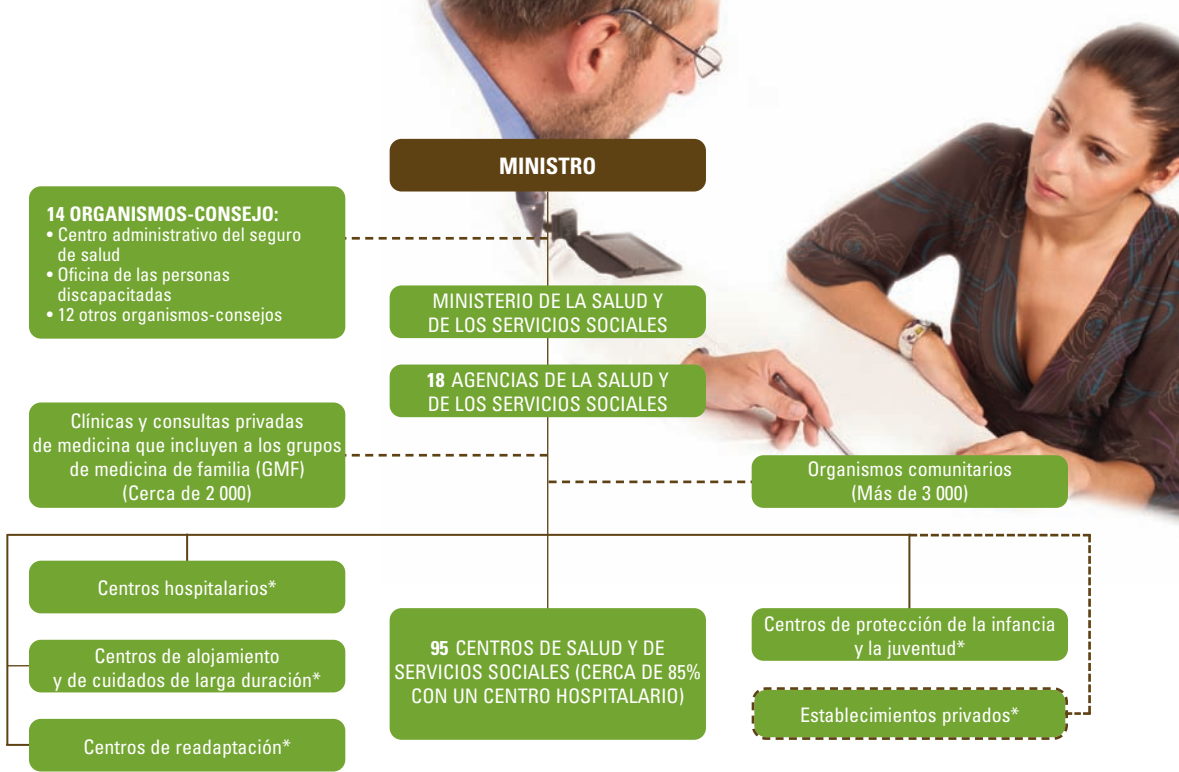 MINISTRO
14 ORGANISMOS-CONSEJO:
• Centro administrativo del seguro
de salud
• Oficina de las personas
discapacitadas
• 12 otros organismos-consejos
MINISTERIO DE LA SALUD Y
DE LOS SERVICIOS SOCIALES
18 AGENCIAS DE LA SALUD Y
DE LOS SERVICIOS SOCIALES
Clínicas y consultas privadas
de medicina que incluyen a los grupos
de medicina de familia (GMF)
(Cerca de 2 000)
Organismos comunitarios
(Más de 3 000)
Centros hospitalarios*
Centros de alojamiento
y de cuidados de larga duración*
Centros de readaptación*
95 CENTROS DE SALUD Y DE
SERVICIOS SOCIALES (CERCA DE 85%
CON UN CENTRO HOSPITALARIO)
Centros de protección de la infancia
y la juventud*
Establecimientos privados*